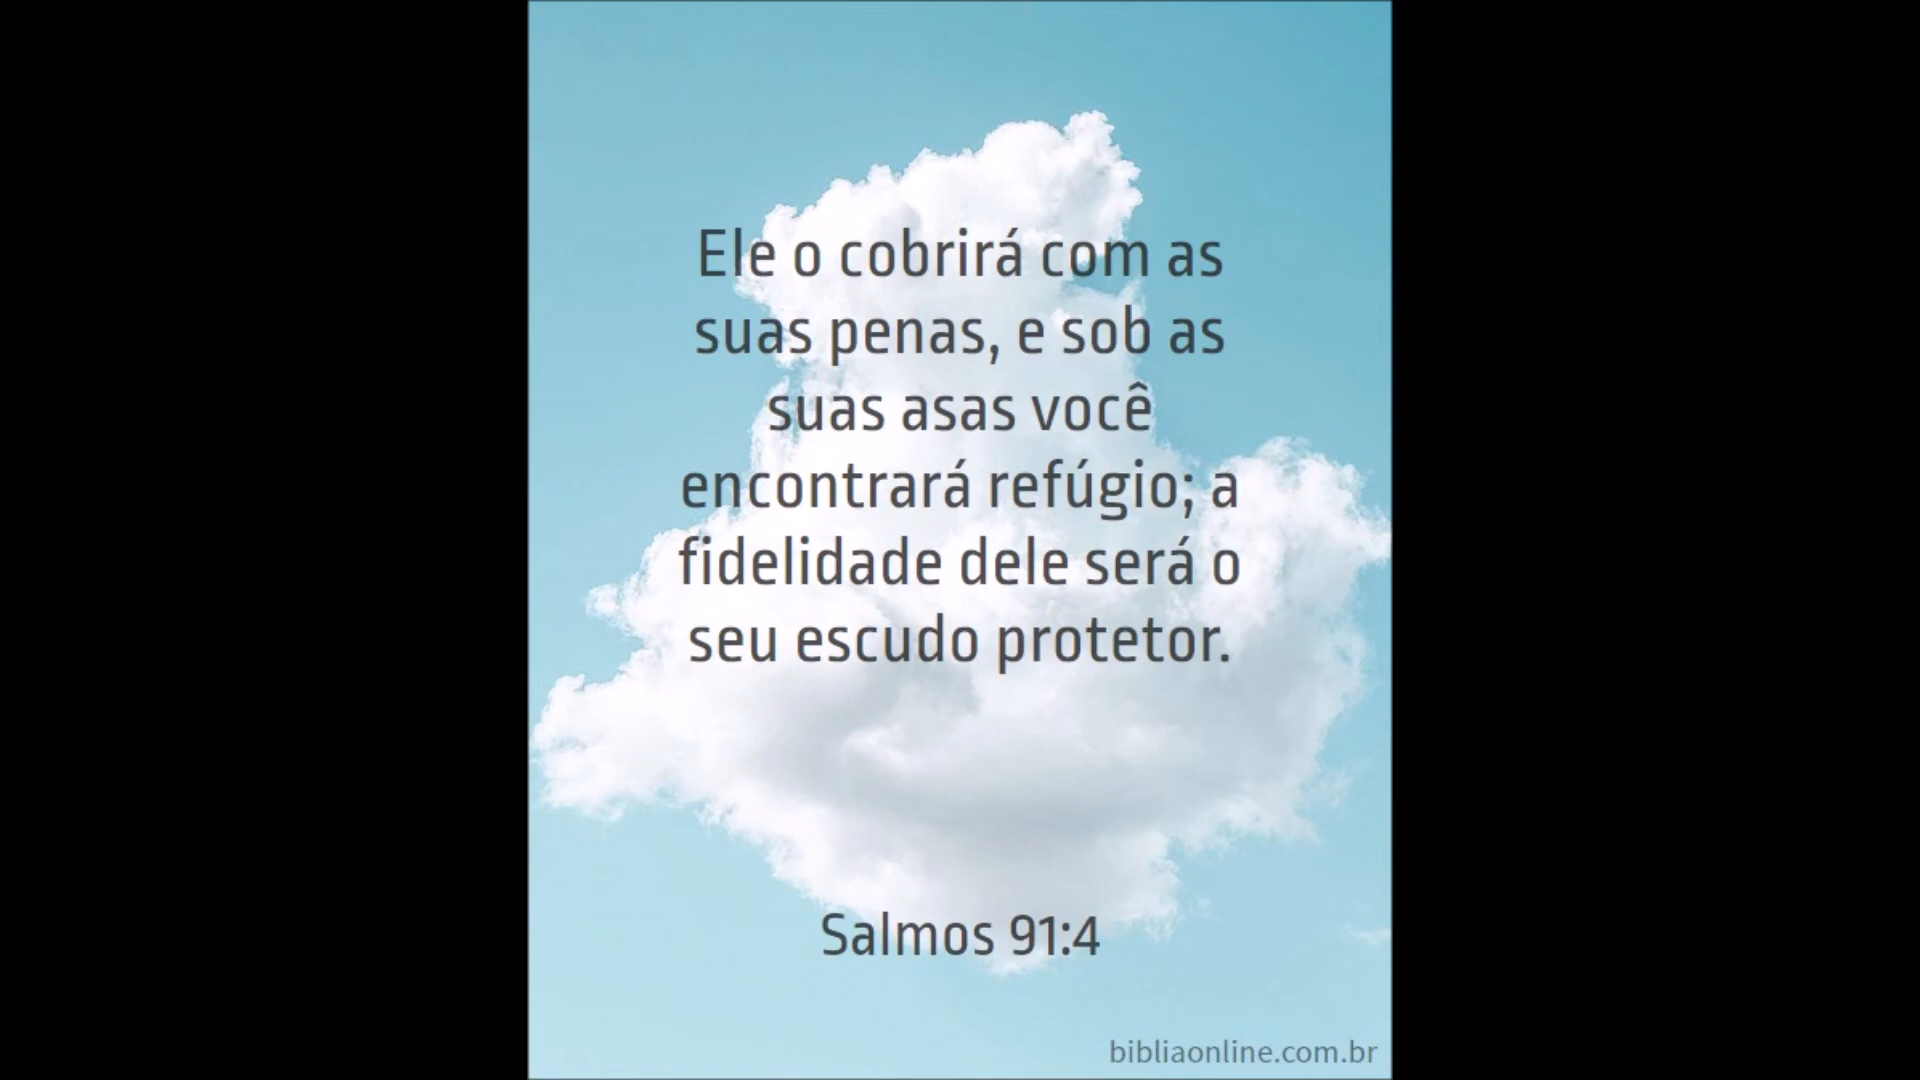 Ele o cobrirá com as
suas penas, e sob as
suas asas você
encontrará refúgio; a
fidelidade dele será o
seu escudo protetor.
Salmos 91:4
bibliaonline.com.br